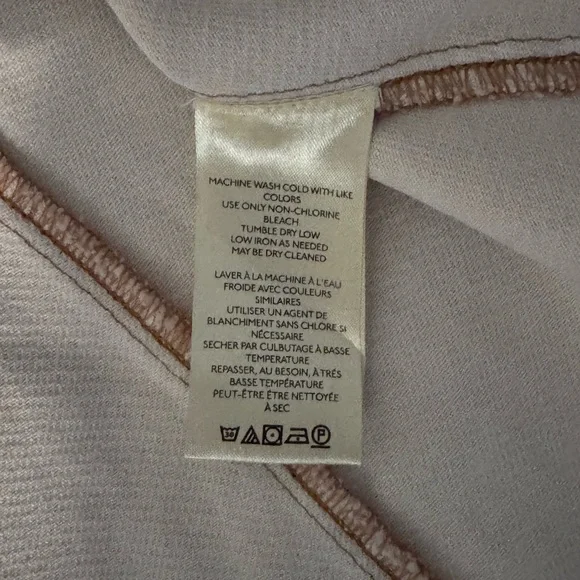 MACHINE WASH COLD WITH LIKE
COLORS
USE ONLY NON-CHLORINE
BLEACH
TUMBLE DRY LOW
LOW IRON AS NEEDED
MAY BE DRY CLEANED
LAVER À LA MACHINE À L'EAU
FROIDE AVEC COULEURS
SIMILAIRES
UTILISER UN AGENT DE
BLANCHIMENT SANS CHLORE SI
NÉCESSAIRE
SECHER PAR CULBUTAGE À BASSE
TEMPERATURE
REPASSER, AU BESOIN, À TRÉS
BASSE TEMPÉRATURE
PEUT-ÊTRE ÊTRE NETTOYÉE
À SEC
30 P